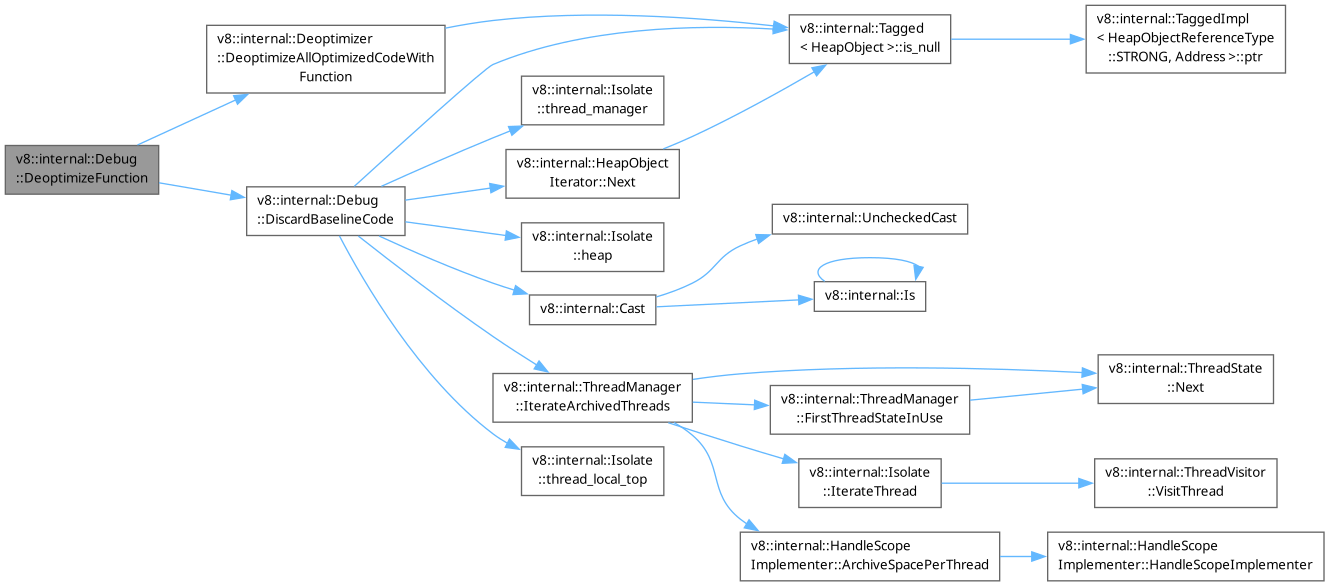 v8::internal::Debug
::DeoptimizeFunction
v8::internal::Deoptimizer
::DeoptimizeAllOptimizedCodeWith
Function
v8::internal::Debug
::DiscardBaselineCode
v8::internal::Tagged
< HeapObject >::is_null
v8::internal::TaggedImpl
< HeapObjectReferenceType
::STRONG, Address >::ptr
v8::internal::Isolate
::thread_manager
v8::internal::HeapObject
Iterator::Next
v8::internal::Isolate
::heap
v8::internal::Cast
v8::internal::UncheckedCast
v8::internal::Is
v8::internal::ThreadManager
::IterateArchivedThreads
v8::internal::Isolate
::thread_local_top
v8::internal::ThreadState
::Next
v8::internal::ThreadManager
::FirstThreadStateInUse
v8::internal::Isolate
::IterateThread
v8::internal::ThreadVisitor
::VisitThread
v8::internal::HandleScope
Implementer::ArchiveSpacePerThread
v8::internal::HandleScope
Implementer::HandleScopeImplementer